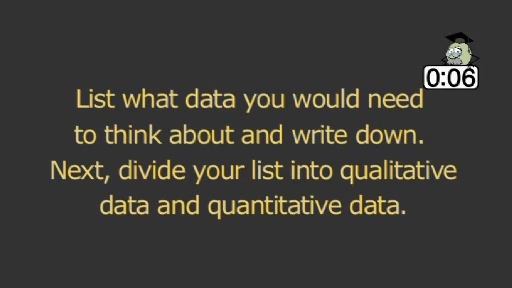 0:06
List what data you would need
to think about and write down.
Next, divide your list into qualitative
data and quantitative data.